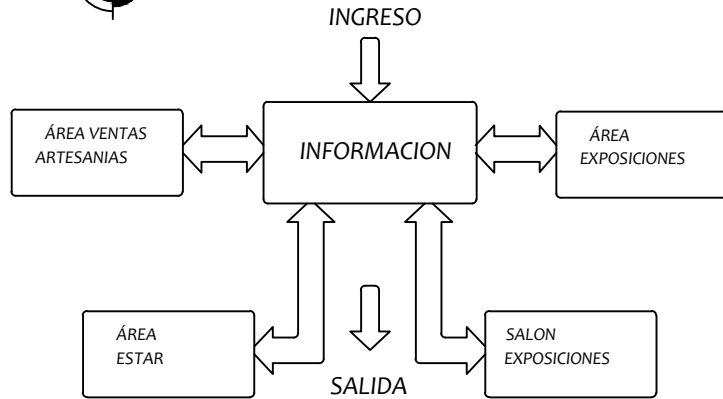 INGRESO
ÁREA VENTAS
ARTESANIAS
INFORMACION
ÁREA
EXPOSICIONES
ÁREA
ESTAR
SALON
EXPOSICIONES
SALIDA